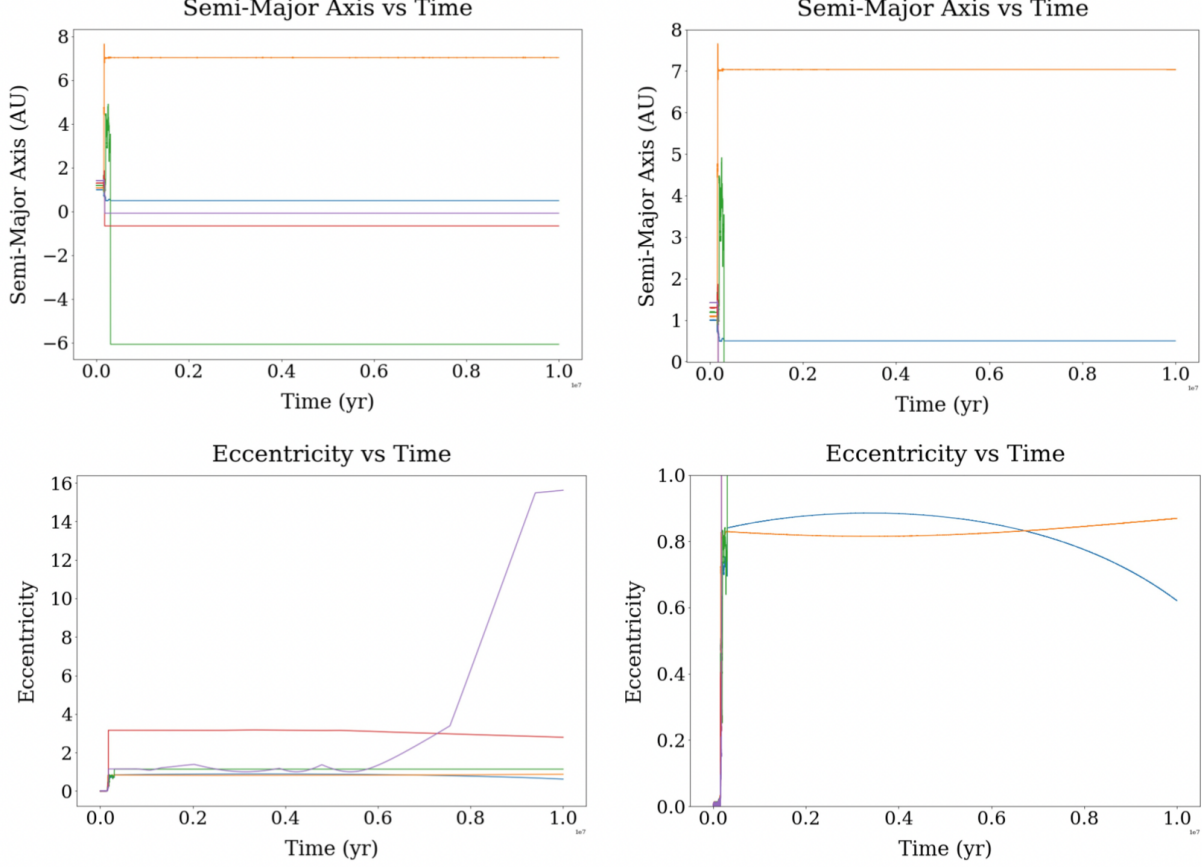 Semi-Major Axis vs Time
8
6
4
2
0
−2
−4
−6
Semi-Major Axis (AU)
0.0 0.2 0.4 0.6 0.8 1.0
1e7
Time (yr)
Semi-Major Axis vs Time
8
7
6
5
4
3
2
1
0
Semi-Major Axis (AU)
0.0 0.2 0.4 0.6 0.8 1.0
1e7
Time (yr)
Eccentricity vs Time
16
14
12
10
8
6
4
2
0
Eccentricity
0.0 0.2 0.4 0.6 0.8 1.0
1e7
Time (yr)
Eccentricity vs Time
1.0
0.8
0.6
0.4
0.2
0.0
Eccentricity
0.0 0.2 0.4 0.6 0.8 1.0
1e7
Time (yr)